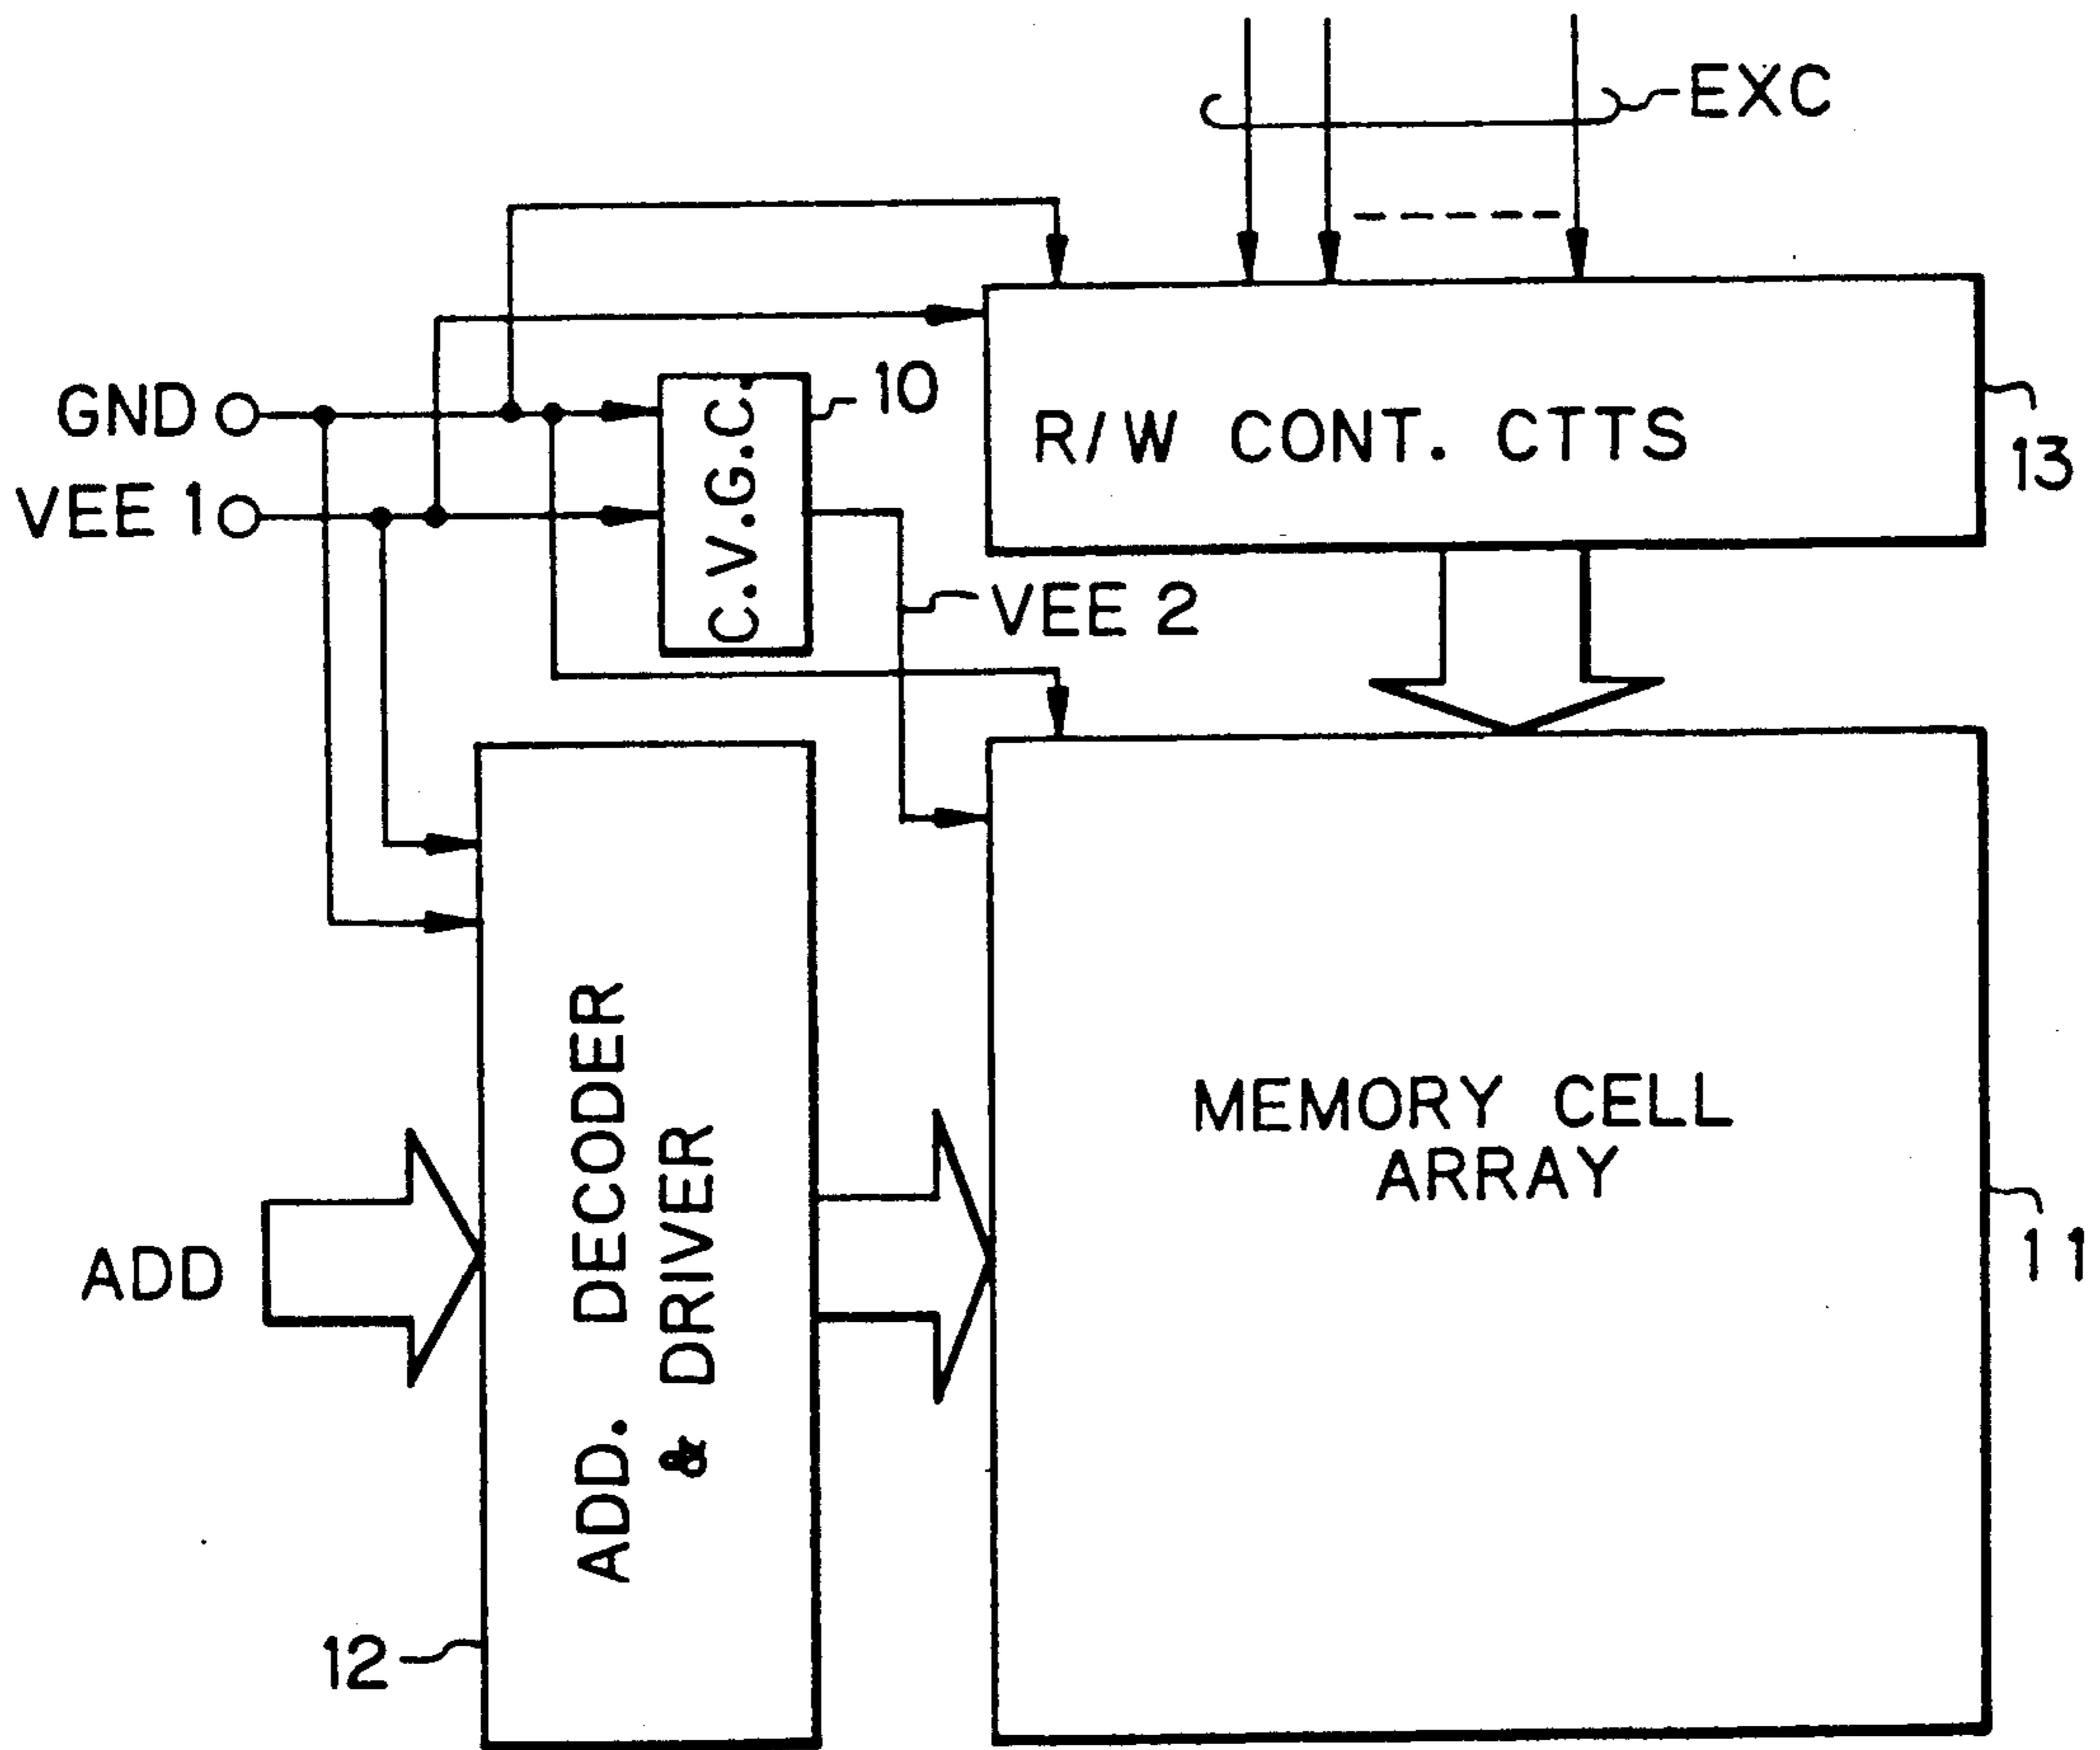 EXC
GND
10
C.V.G.C.
R/W CONT. CTTS
13
VEE 1
VEE 2
MEMORY CELL
ARRAY
ADD. DECODER
& DRIVER
ADD
11
12